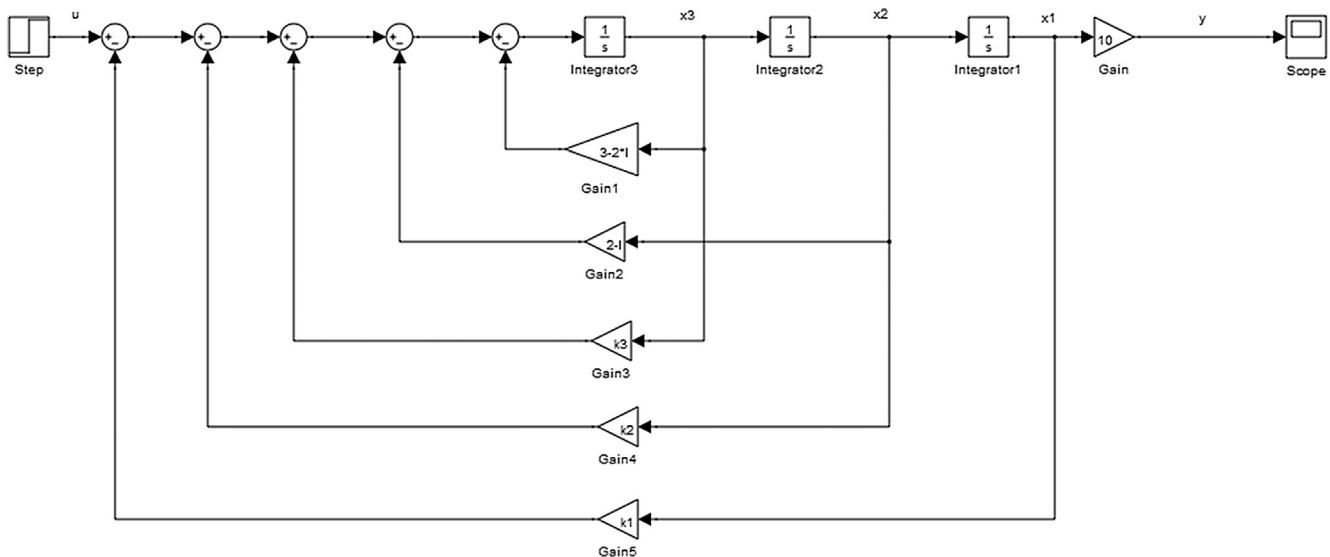 u
x3
x2
x1
y
+ −
+ −
+ −
+ −
+ −
1
s
1
s
1
s
10
Step
Integrator3
Integrator2
Integrator1
Gain
Scope
3-2*l
Gain1
2-l
Gain2
k3
Gain3
k2
Gain4
k1
Gain5